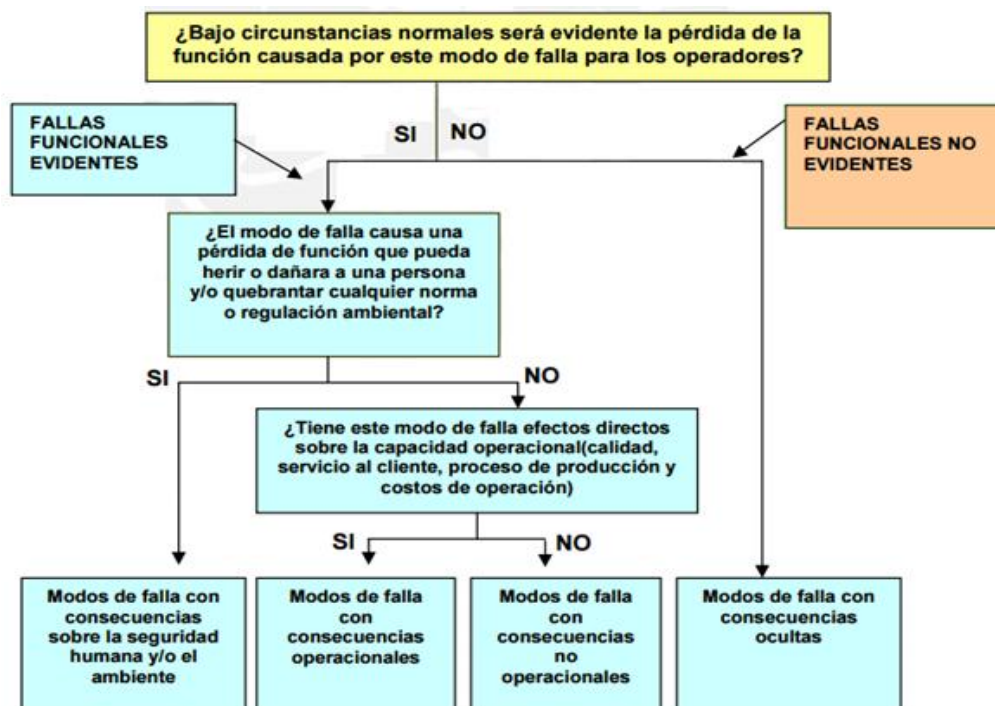 ¿Bajo circunstancias normales será evidente la pérdida de la
función causada por este modo de falla para los operadores?
FALLAS
FUNCIONALES
EVIDENTES
SI
NO
FALLAS
FUNCIONALES NO
EVIDENTES
¿El modo de falla causa una
pérdida de función que pueda
herir o dañara a una persona
y/o quebrantar cualquier norma
o regulación ambiental?
SI
NO
¿Tiene este modo de falla efectos directos
sobre la capacidad operacional(calidad,
servicio al cliente, proceso de producción y
costos de operación)
SI
NO
Modos de falla con
consecuencias
sobre la seguridad
humana y/o el
ambiente
Modos de falla
con
consecuencias
operacionales
Modos de falla
con
consecuencias
no
operacionales
Modos de falla con
consecuencias
ocultas